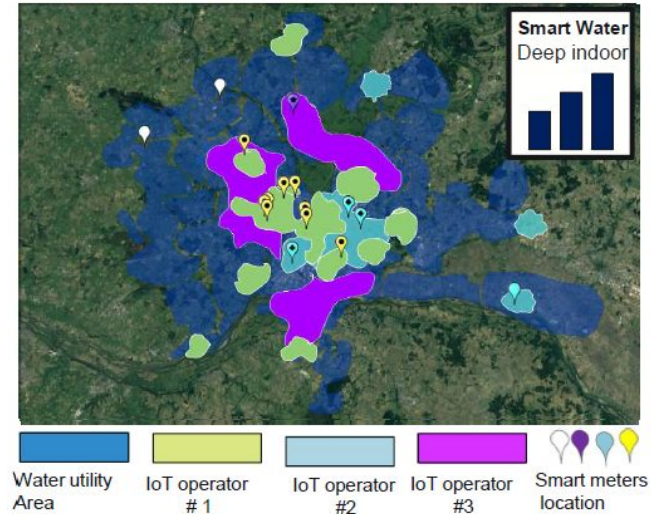 Smart Water
Deep indoor
Water utility
Area
IoT operator
# 1
IoT operator
#2
IoT operator
#3
Smart meters
location